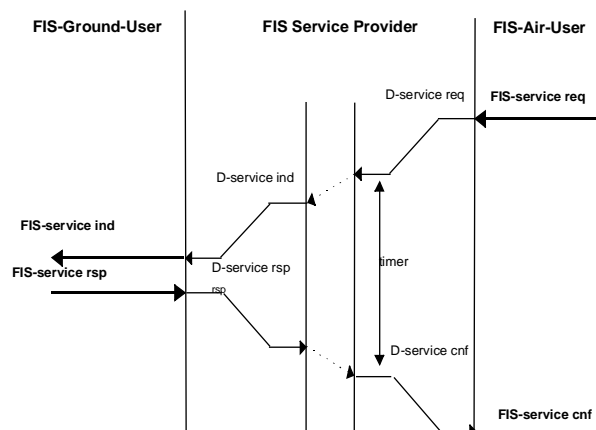 FIS-Ground-User
FIS Service Provider
FIS-Air-User
D-service req
FIS-service req
D-service ind
FIS-service ind
D-service rsp
FIS-service rsp
rsp
timer
D-service cnf
FIS-service cnf